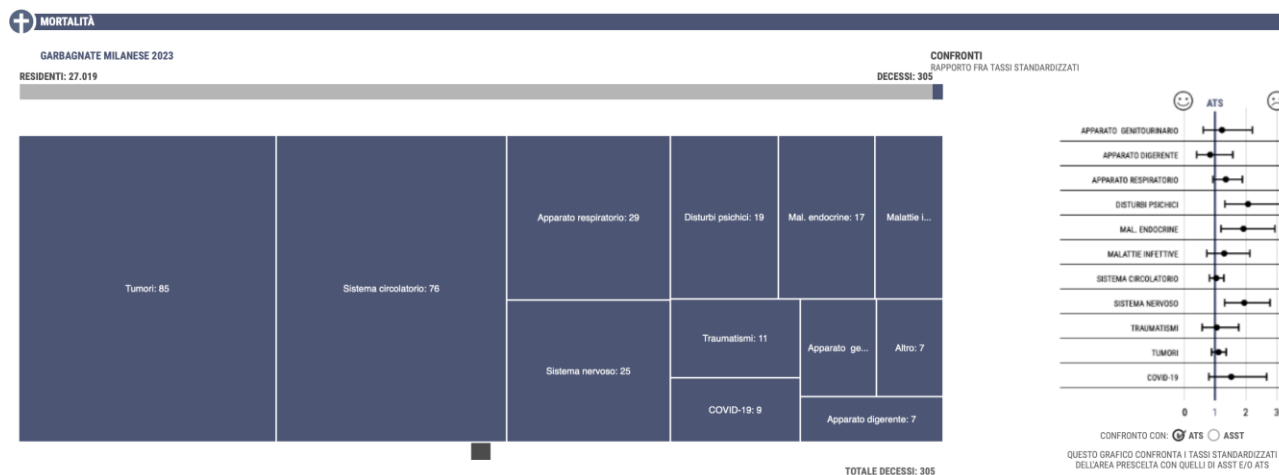 MORTALITÀ
GARBAGNATE MILANESE 2023
RESIDENTI: 27.019
DECESSI: 305
Tumori: 85
Sistema circolatorio: 76
Apparato respiratorio: 29
Disturbi psichici: 19
Mal. endocrine: 17
Malattie i...
Sistema nervoso: 25
Traumatismi: 11
Apparato ge...
Altro: 7
COVID-19: 9
Apparato digerente: 7
TOTALE DECESSI: 305
CONFRONTI
RAPPORTO FRA TASSI STANDARDIZZATI
ATS
APPARATO GENITOURINARIO
APPARATO DIGERENTE
APPARATO RESPIRATORIO
DISTURBI PSICHICI
MAL. ENDOCRINE
MALATTIE INFETTIVE
SISTEMA CIRCOLATORIO
SISTEMA NERVOSO
TRAUMATISMI
TUMORI
COVID-19
0 1 2 3
CONFRONTO CON: ATS ASST
QUESTO GRAFICO CONFRONTA I TASSI STANDARDIZZATI
DELL'AREA PRESCELTA CON QUELLI DI ASST E/O ATS